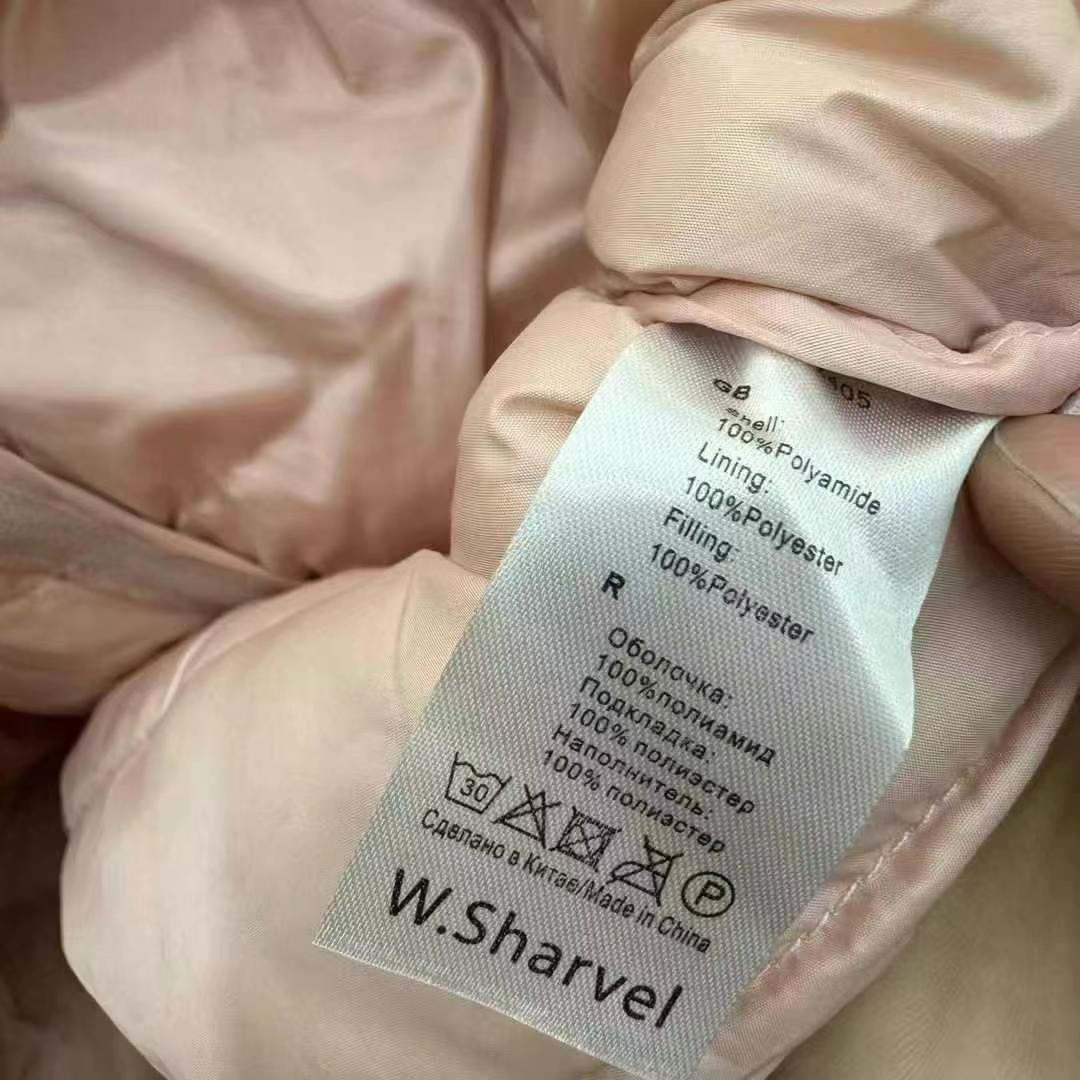 GB
Shell:
100%Polyamide
Lining:
100%Polyester
Filling:
100%Polyester
R
Оболочка:
100%полиамид
Подкладка:
100% полиэстер
Наполнитель:
100% полиэстер
30 P
Сделано в Китае/Made in China
W.Sharvel